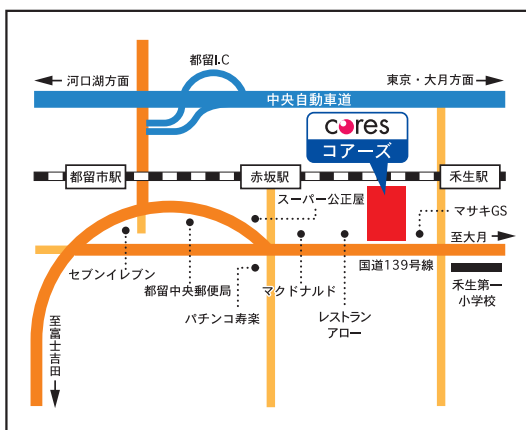 都留I.C
河口湖方面
東京・大月方面
中央自動車道
cores
コアーズ
都留市駅
赤坂駅
禾生駅
スーパー公正屋
マサキGS
至大月
国道139号線
セブンイレブン
都留中央郵便局
マクドナルド
パチンコ寿楽
レストラン
アロー
禾生第一
小学校
至富士吉田